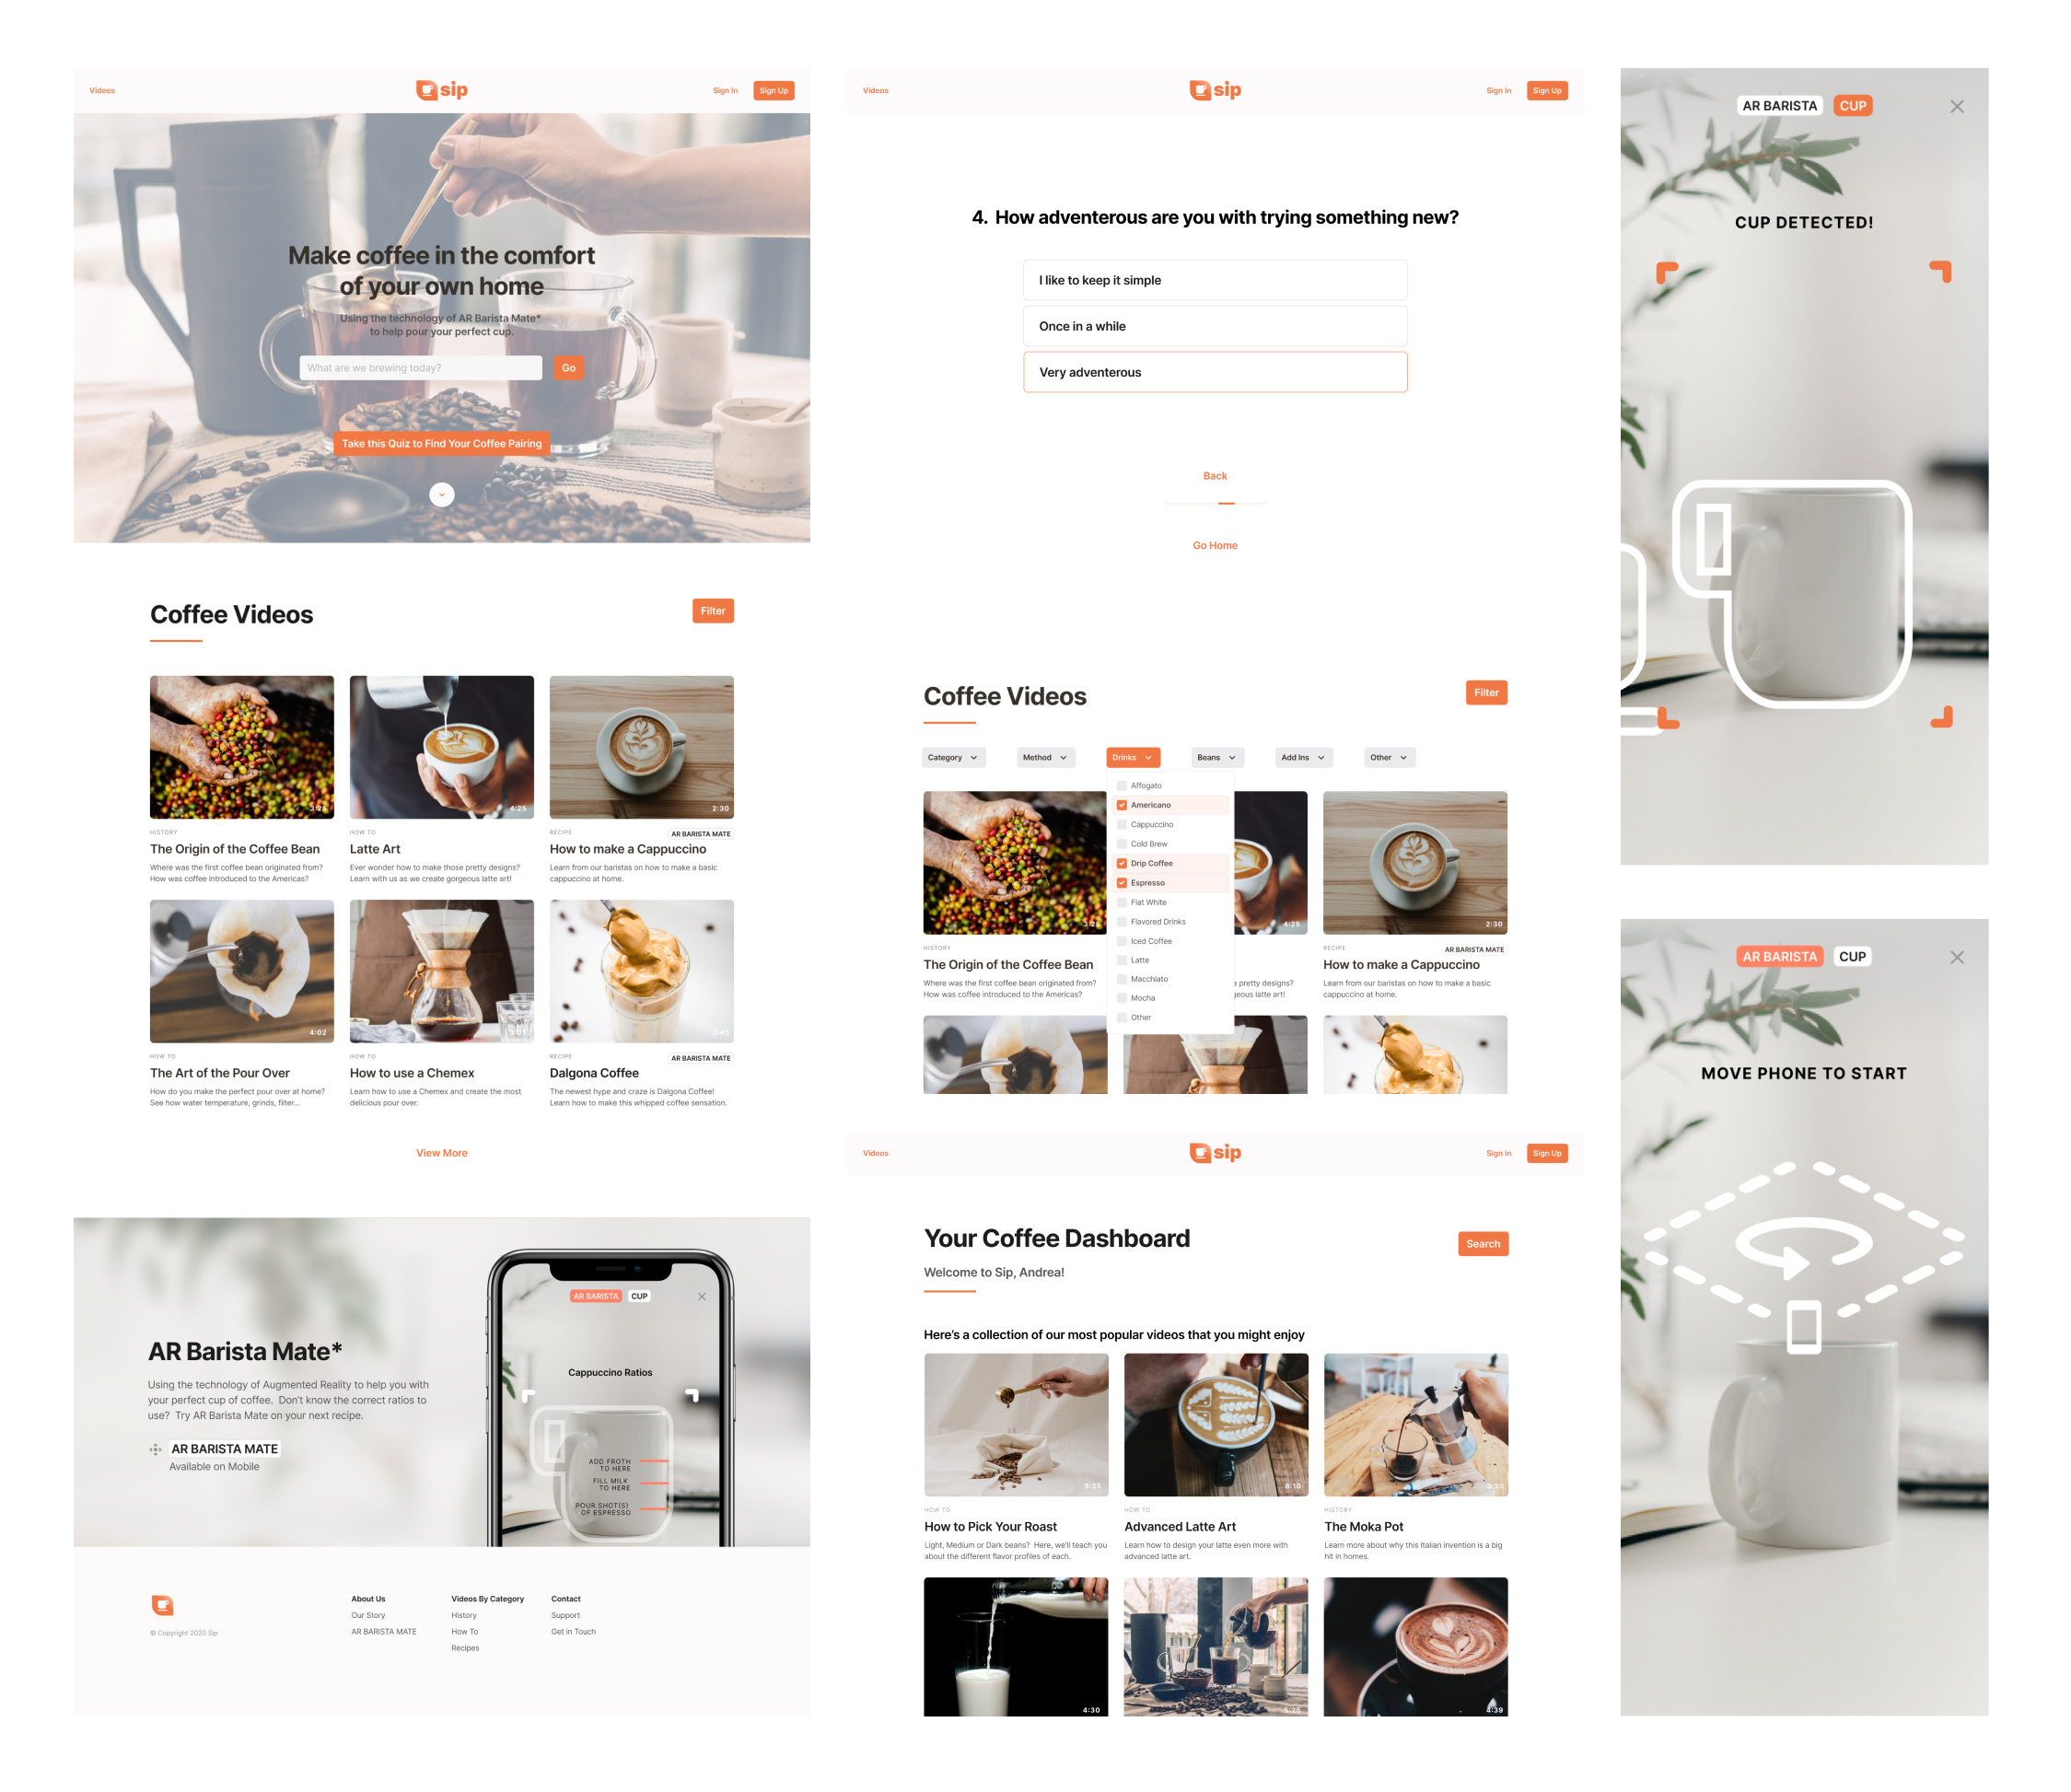 Videos
sip
Sign In
Sign Up
Make coffee in the comfort
of your own home
Using the technology of AR Barista Mate*
to help pour your perfect cup.
What are we brewing today?
Go
Take this Quiz to Find Your Coffee Pairing
Coffee Videos
Filter
3:25
4:25
2:30
HISTORY
The Origin of the Coffee Bean
Where was the first coffee bean originated from?
How was coffee introduced to the Americas?
HOW TO
Latte Art
Ever wonder how to make those pretty designs?
Learn with us as we create gorgeous latte art!
RECIPE
AR BARISTA MATE
How to make a Cappuccino
Learn from our baristas on how to make a basic
cappuccino at home.
4:02
3:05
3:45
HOW TO
The Art of the Pour Over
How do you make the perfect pour over at home?
See how water temperature, grinds, filter...
HOW TO
How to use a Chemex
Learn how to use a Chemex and create the most
delicious pour over.
RECIPE
AR BARISTA MATE
Dalgona Coffee
The newest hype and craze is Dalgona Coffee!
Learn how to make this whipped coffee sensation.
View More
AR Barista Mate*
Using the technology of Augmented Reality to help you with
your perfect cup of coffee. Don't know the correct ratios to
use? Try AR Barista Mate on your next recipe.
AR BARISTA MATE
Available on Mobile
AR BARISTA
CUP
Cappuccino Ratios
ADD FROTH
TO HERE
FILL MILK
TO HERE
POUR SHOT(S)
OF ESPRESSO
© Copyright 2020 Sip
About Us
Our Story
AR BARISTA MATE
Videos By Category
History
How To
Recipes
Contact
Support
Get in Touch
Videos
sip
Sign In
Sign Up
4. How adventerous are you with trying something new?
I like to keep it simple
Once in a while
Very adventerous
Back
Go Home
Coffee Videos
Filter
Category
Method
Drinks
Beans
Add Ins
Other
Affogato
Americano
Cappuccino
Cold Brew
Drip Coffee
Espresso
Flat White
Flavored Drinks
Iced Coffee
Latte
Macchiato
Mocha
Other
3:25
4:25
2:30
HISTORY
The Origin of the Coffee Bean
Where was the first coffee bean originated from?
How was coffee introduced to the Americas?
pretty designs?
latte art!
RECIPE
AR BARISTA MATE
How to make a Cappuccino
Learn from our baristas on how to make a basic
cappuccino at home.
Videos
sip
Sign In
Sign Up
Your Coffee Dashboard
Search
Welcome to Sip, Andrea!
Here's a collection of our most popular videos that you might enjoy
5:25
6:10
3:25
HOW TO
How to Pick Your Roast
Light, Medium or Dark beans? Here, we'll teach you
about the different flavor profiles of each.
HOW TO
Advanced Latte Art
Learn how to design your latte even more with
advanced latte art.
HISTORY
The Moka Pot
Learn more about why this Italian invention is a big
hit in homes.
4:30
5:25
4:39
AR BARISTA
CUP
CUP DETECTED!
AR BARISTA
CUP
MOVE PHONE TO START